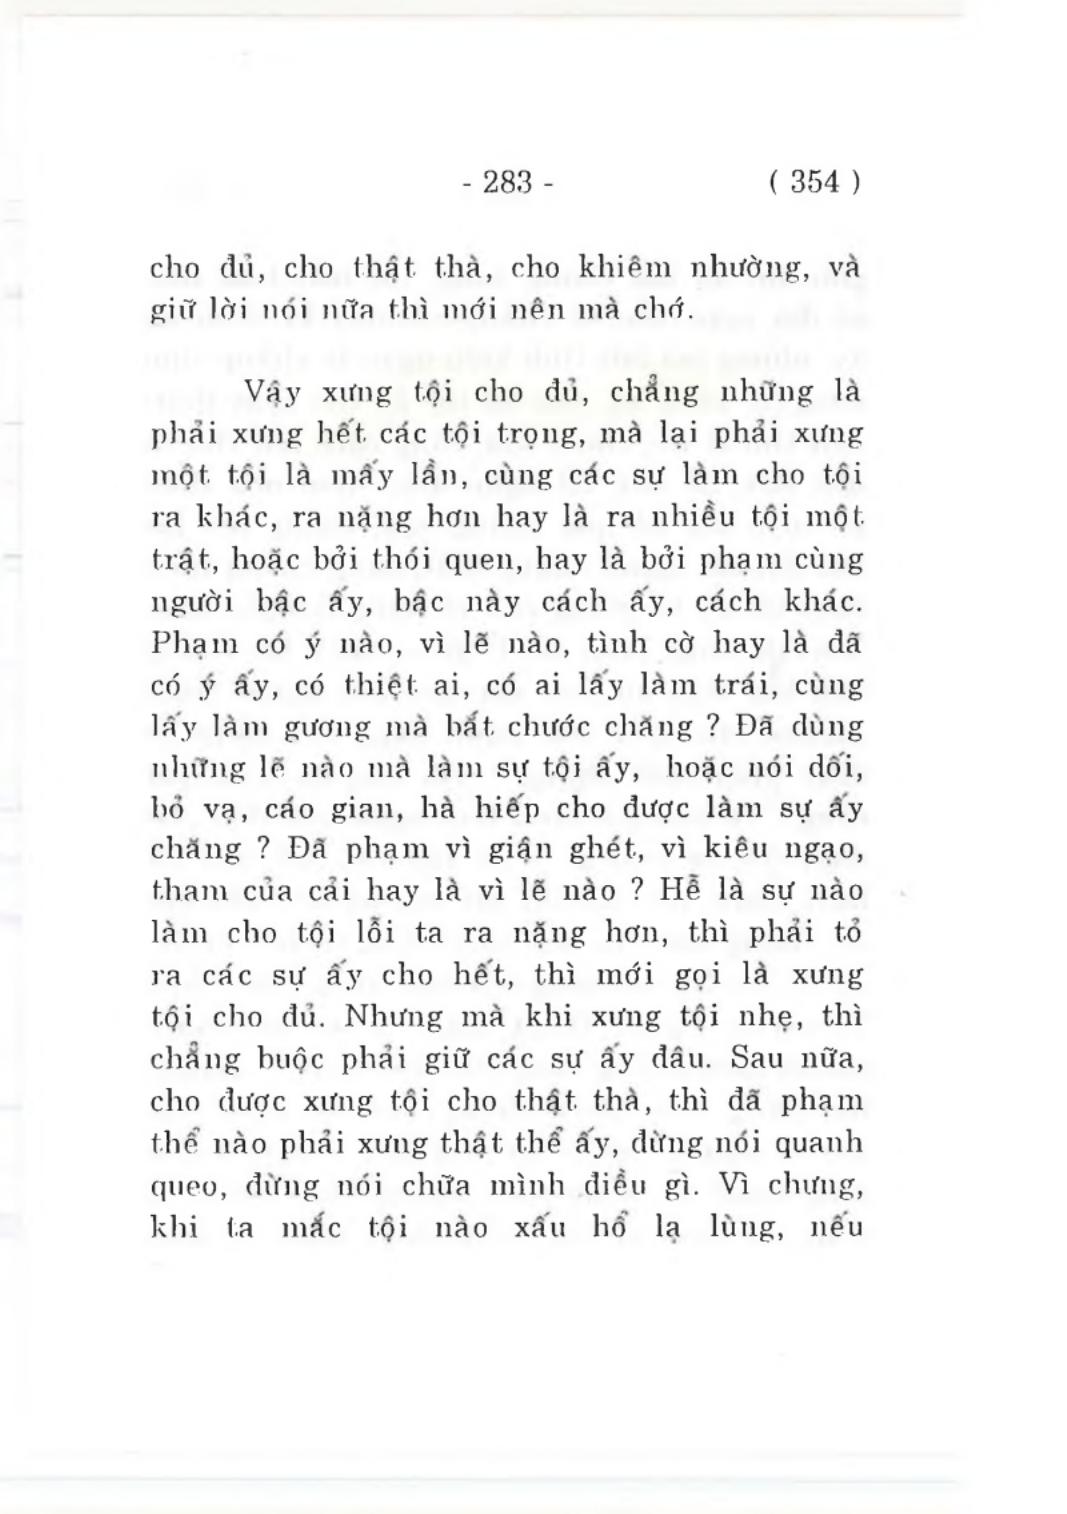 - 283 - ( 354 )
cho đủ, cho thật thà, cho khiêm nhường, và
giữ lời nói nữa thì mới nên mà chớ.
Vậy xưng tội cho đủ, chẳng những là
phải xưng hết các tội trọng, mà lại phải xưng
một tội là mấy lần, cùng các sự làm cho tội
ra khác, ra nặng hơn hay là ra nhiều tội một
trật, hoặc bởi thói quen, hay là bởi phạm cùng
người bậc ấy, bậc này cách ấy, cách khác.
Phạm có ý nào, vì lẽ nào, tình cờ hay là đã
có ý ấy, có thiệt ai, có ai lấy làm trái, cùng
lấy làm gương mà bắt chước chăng ? Đã dùng
những lẽ nào mà làm sự tội ấy, hoặc nói dối,
bỏ vạ, cáo gian, hà hiếp cho được làm sự ấy
chăng ? Đã phạm vì giận ghét, vì kiêu ngạo,
tham của cải hay là vì lẽ nào ? Hễ là sự nào
làm cho tội lỗi ta ra nặng hơn, thì phải tỏ
ra các sự ấy cho hết, thì mới gọi là xưng
tội cho đủ. Nhưng mà khi xưng tội nhẹ, thì
chẳng buộc phải giữ các sự ấy đâu. Sau nữa,
cho được xưng tội cho thật thà, thì đã phạm
thể nào phải xưng thật thể ấy, đừng nói quanh
queo, đừng nói chữa mình điều gì. Vì chưng,
khi ta mắc tội nào xấu hổ lạ lùng, nếu